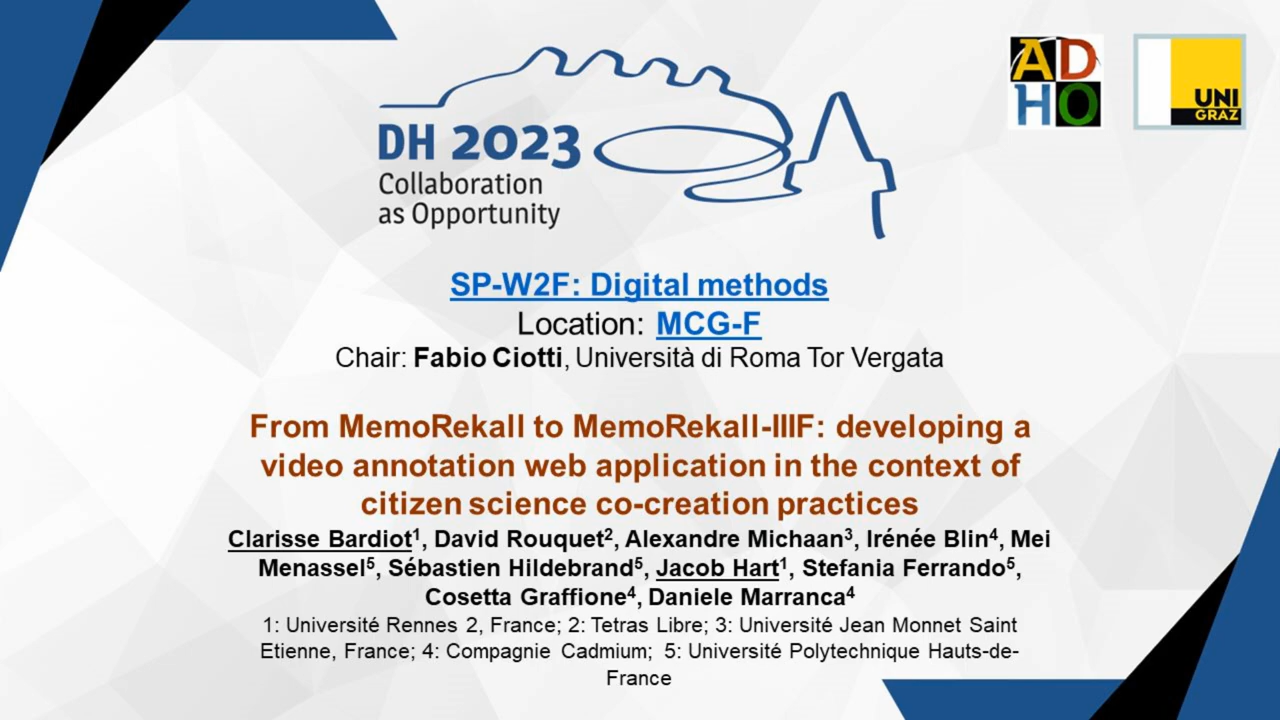 AD
HO
UNI
GRAZ
DH 2023
Collaboration
as Opportunity
SP-W2F: Digital methods
Location: MCG-F
Chair: Fabio Ciotti, Università di Roma Tor Vergata
From MemoRekall to MemoRekall-IIIF: developing a
video annotation web application in the context of
citizen science co-creation practices
Clarisse Bardiot¹, David Rouquet², Alexandre Michaan³, Irénée Blin⁴, Mei
Menassel⁵, Sébastien Hildebrand⁵, Jacob Hart¹, Stefania Ferrando⁵,
Cosetta Graffione⁴, Daniele Marranca⁴
1: Université Rennes 2, France; 2: Tetras Libre; 3: Université Jean Monnet Saint
Etienne, France; 4: Compagnie Cadmium; 5: Université Polytechnique Hauts-de-
France